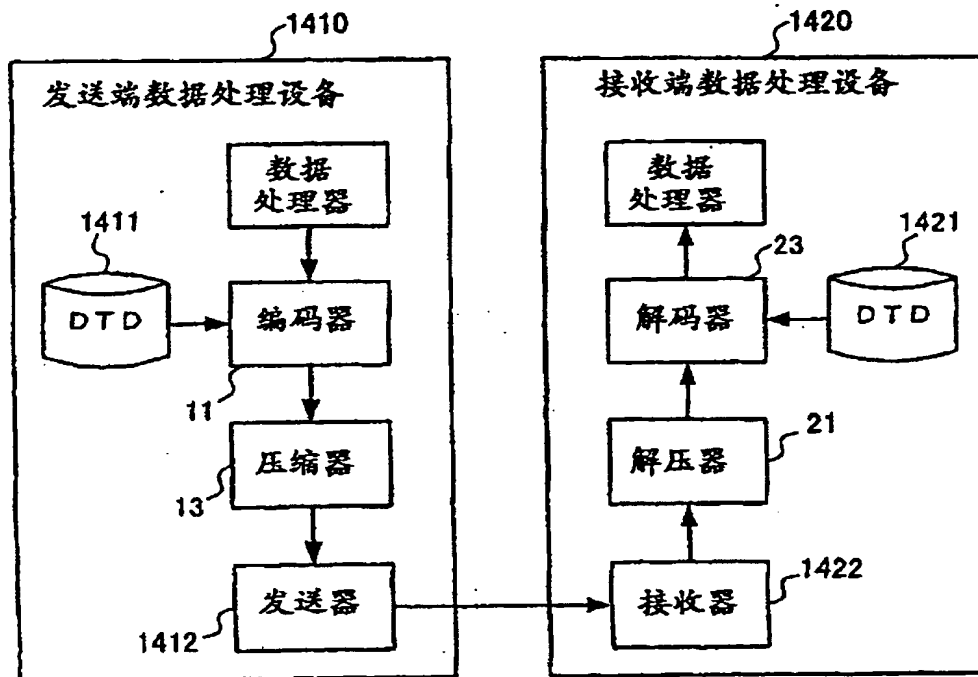 1410
发送端数据处理设备
数据
处理器
1411
DTD
编码器
11
压缩器
13
发送器
1412
1420
接收端数据处理设备
数据
处理器
1421
23
解码器
DTD
21
解压器
1422
接收器